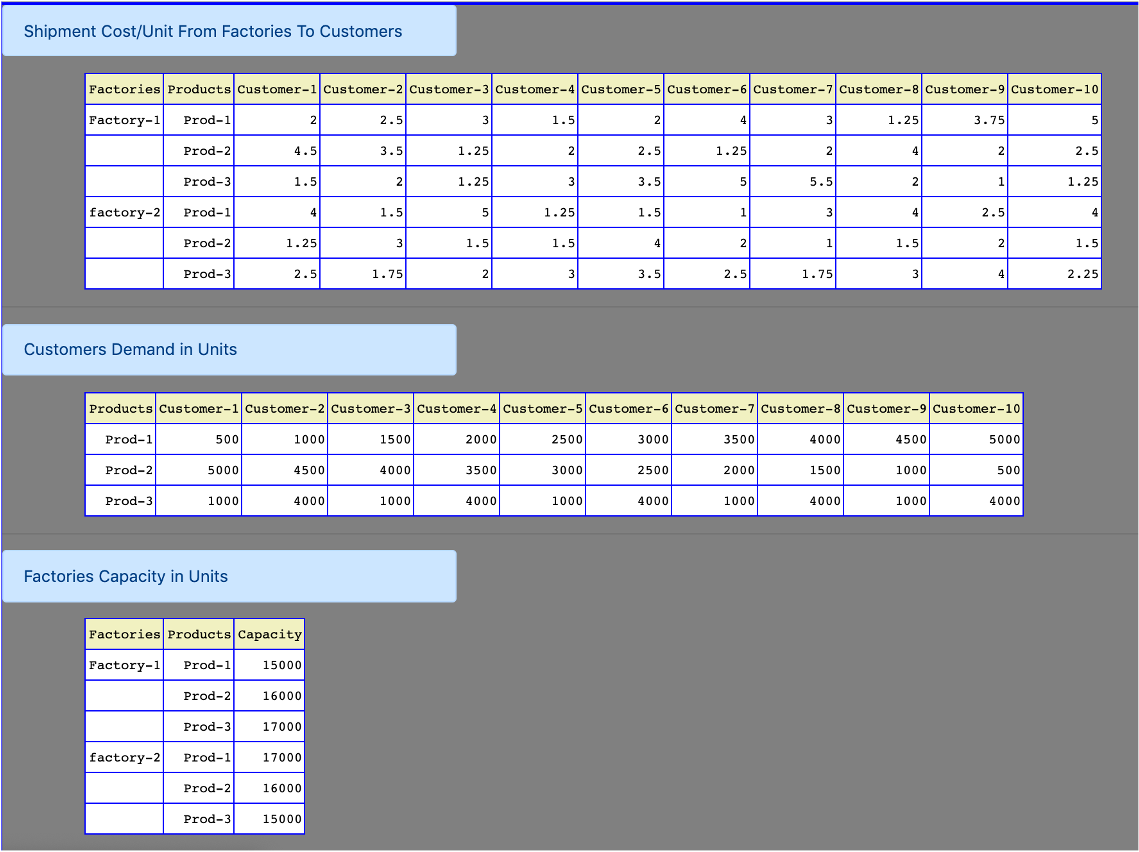 Shipment Cost/Unit From Factories To Customers
Factories Products Customer-1 Customer-2 Customer-3 Customer-4 Customer-5 Customer-6 Customer-7 Customer-8 Customer-9 Customer-10
Factory-1 Prod-1 2 2.5 3 1.5 2 4 3 1.25 3.75 5
Prod-2 4.5 3.5 1.25 2 2.5 1.25 2 4 2 2.5
Prod-3 1.5 2 1.25 3 3.5 5 5.5 2 1 1.25
factory-2 Prod-1 4 1.5 5 1.25 1.5 1 3 4 2.5 4
Prod-2 1.25 3 1.5 1.5 4 2 1 1.5 2 1.5
Prod-3 2.5 1.75 2 3 3.5 2.5 1.75 3 4 2.25
Customers Demand in Units
Products Customer-1 Customer-2 Customer-3 Customer-4 Customer-5 Customer-6 Customer-7 Customer-8 Customer-9 Customer-10
Prod-1 500 1000 1500 2000 2500 3000 3500 4000 4500 5000
Prod-2 5000 4500 4000 3500 3000 2500 2000 1500 1000 500
Prod-3 1000 4000 1000 4000 1000 4000 1000 4000 1000 4000
Factories Capacity in Units
Factories Products Capacity
Factory-1 Prod-1 15000
Prod-2 16000
Prod-3 17000
factory-2 Prod-1 17000
Prod-2 16000
Prod-3 15000